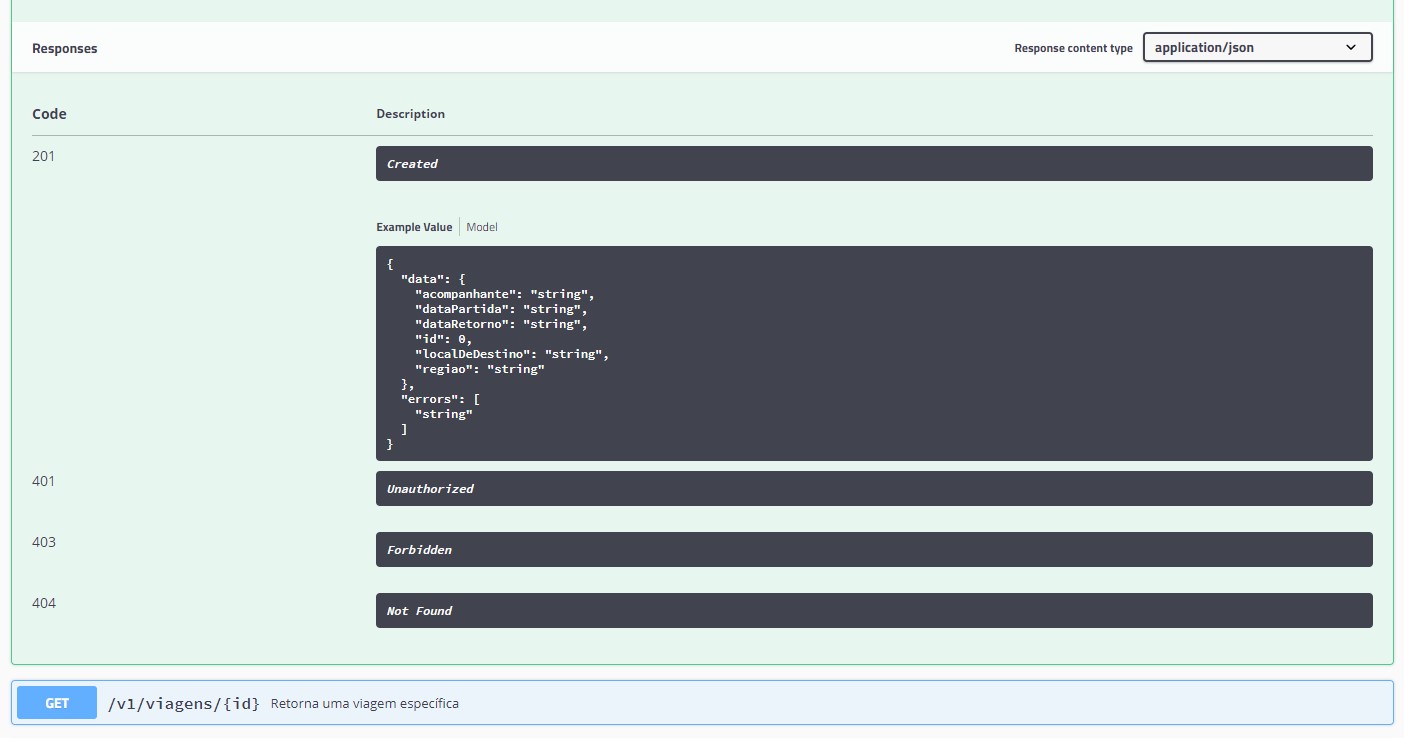 Responses
Response content type application/json
Code Description
201 Created
Example Value Model
{
"data": {
"acompanhante": "string",
"dataPartida": "string",
"dataRetorno": "string",
"id": 0,
"localDeDestino": "string",
"regiao": "string"
},
"errors": [
"string"
]
}
401 Unauthorized
403 Forbidden
404 Not Found
GET /v1/viagens/{id} Retorna uma viagem específica